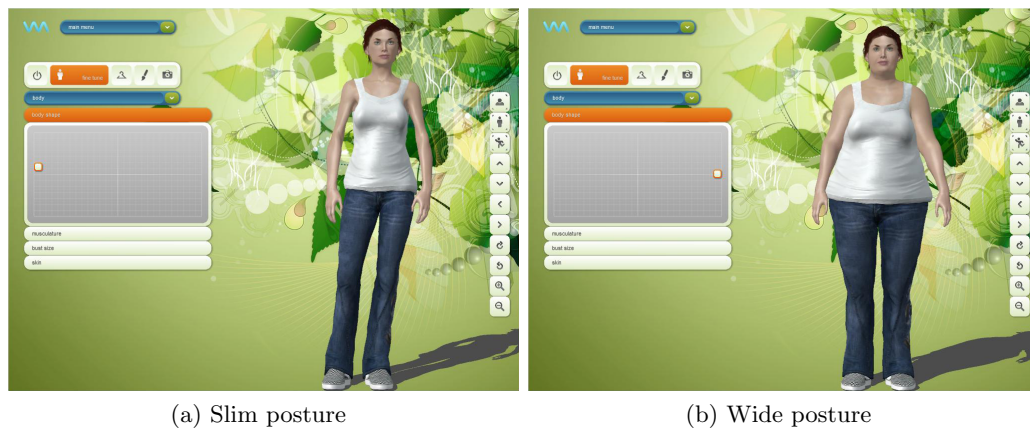 main menu
fine tune
body
body shape
musculature
bust size
skin
main menu
fine tune
body
body shape
musculature
bust size
skin
(a) Slim posture
(b) Wide posture